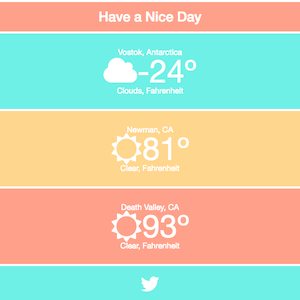 Have a Nice Day
Vostok, Antarctica
-24°
Clouds, Fahrenheit
Newman, CA
81°
Clear, Fahrenheit
Death Valley, CA
93°
Clear, Fahrenheit